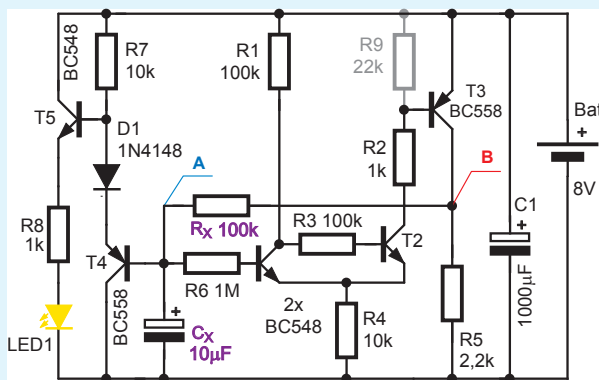 BC548
R7
10k
R1
100k
R9
22k
T3
BC558
T5
D1
1N4148
A
R2
1k
B
Bat
+
8V
R8
1k
RX 100k
R3 100k
T2
C1
+
1000µF
T4
R6 1M
BC558
+
CX
10µF
2x
BC548
R4
10k
R5
2,2k
LED1